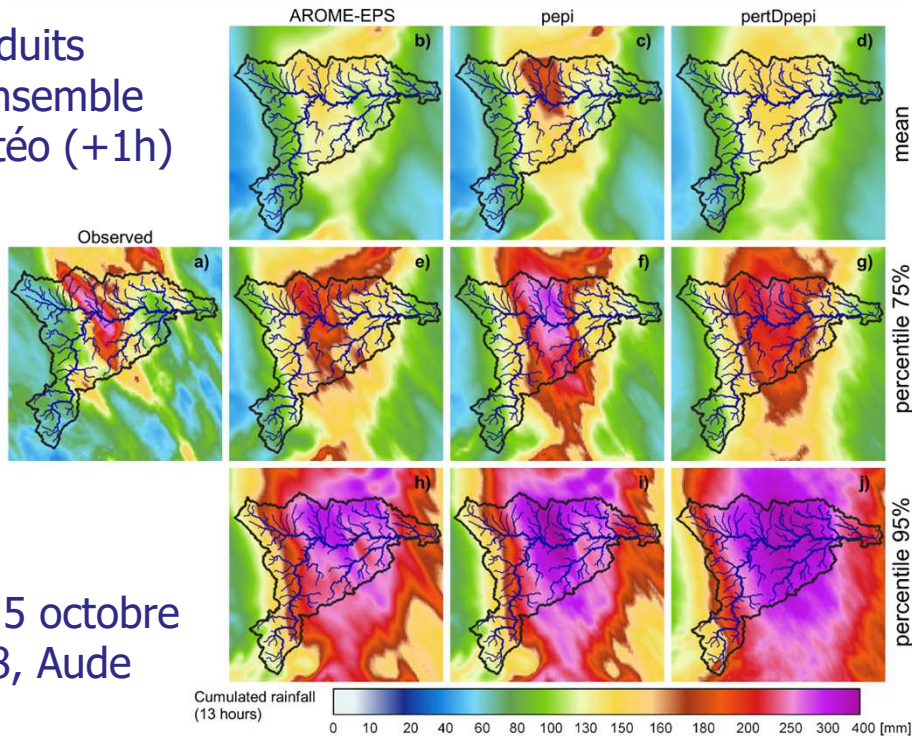 duits
nsemble
téo (+1h)
AROME-EPS
pepi
pertDpepi
b)
c)
d)
mean
Observed
a)
e)
f)
g)
percentile 75%
h)
i)
j)
percentile 95%
5 octobre
, Aude
Cumulated rainfall
(13 hours)
0 10 20 40 60 80 100 130 150 160 180 200 250 300 400 [mm]